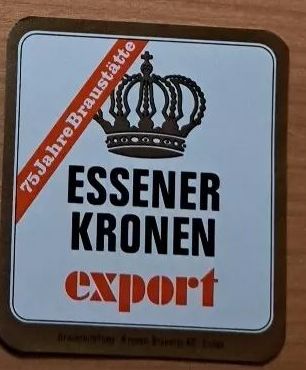 75 Jahre Braustätte
ESSENER
KRONEN
export